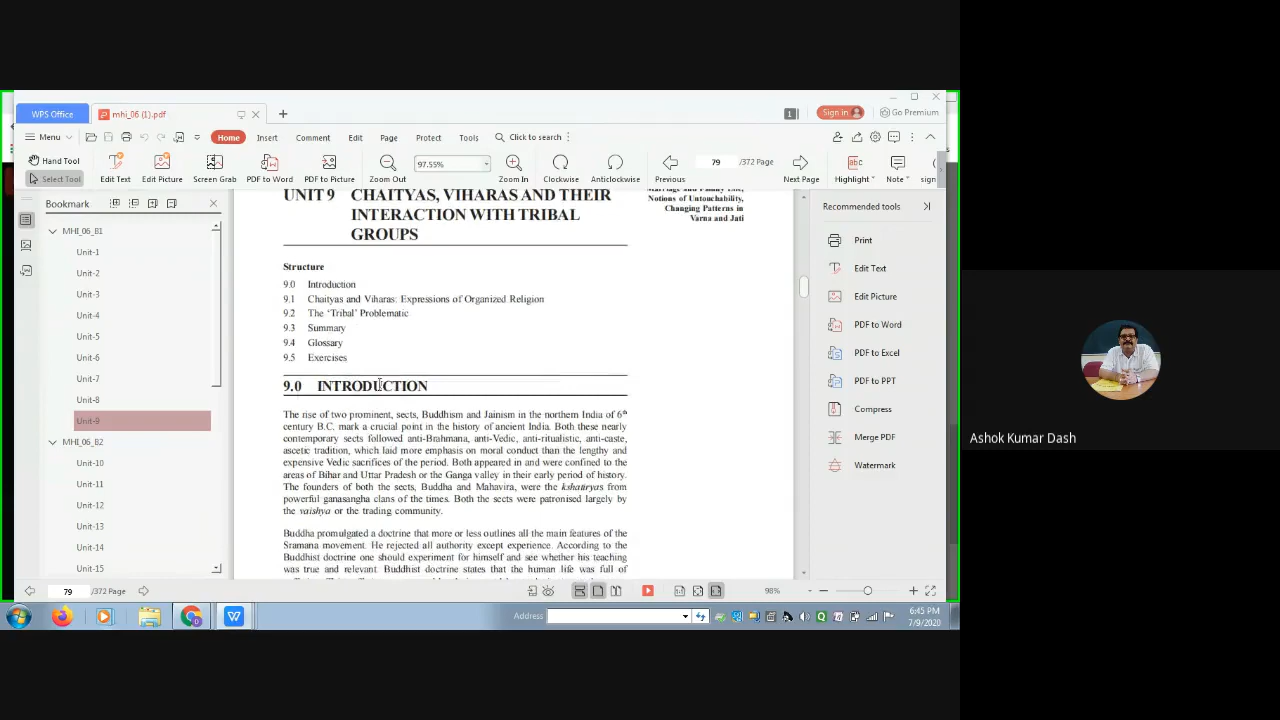 WPS Office
mhi_06 (1).pdf
1
Sign in
Go Premium
Menu
Home
Insert
Comment
Edit
Page
Protect
Tools
Click to search
Hand Tool
Select Tool
Edit Text
Edit Picture
Screen Grab
PDF to Word
PDF to Picture
Zoom Out
97.55%
Zoom In
Clockwise
Anticlockwise
Previous
79
/372 Page
Next Page
Highlight
Note
sign
Bookmark
MHI_06_B1
Unit-1
Unit-2
Unit-3
Unit-4
Unit-5
Unit-6
Unit-7
Unit-8
Unit-9
MHI_06_B2
Unit-10
Unit-11
Unit-12
Unit-13
Unit-14
Unit-15
UNIT 9 CHAITYAS, VIHARAS AND THEIR
INTERACTION WITH TRIBAL
GROUPS
Marriage and Family Life,
Notions of Untouchability,
Changing Patterns in
Varna and Jati
Structure
9.0 Introduction
9.1 Chaityas and Viharas: Expressions of Organized Religion
9.2 The ‘Tribal’ Problematic
9.3 Summary
9.4 Glossary
9.5 Exercises
9.0 INTRODUCTION
The rise of two prominent, sects, Buddhism and Jainism in the northern India of 6th
century B.C. mark a crucial point in the history of ancient India. Both these nearly
contemporary sects followed anti-Brahmana, anti-Vedic, anti-ritualistic, anti-caste,
ascetic tradition, which laid more emphasis on moral conduct than the lengthy and
expensive Vedic sacrifices of the period. Both appeared in and were confined to the
areas of Bihar and Uttar Pradesh or the Ganga valley in their early period of history.
The founders of both the sects, Buddha and Mahavira, were the kshatiryas from
powerful ganasangha clans of the times. Both the sects were patronised largely by
the vaishya or the trading community.
Buddha promulgated a doctrine that more or less outlines all the main features of the
Sramana movement. He rejected all authority except experience. According to the
Buddhist doctrine one should experiment for himself and see whether his teaching
was true and relevant. Buddhist doctrine states that the human life was full of
Recommended tools
Print
Edit Text
Edit Picture
PDF to Word
PDF to Excel
PDF to PPT
Compress
Merge PDF
Watermark
79
/372 Page
98%
Address
6:45 PM
7/9/2020
Ashok Kumar Dash